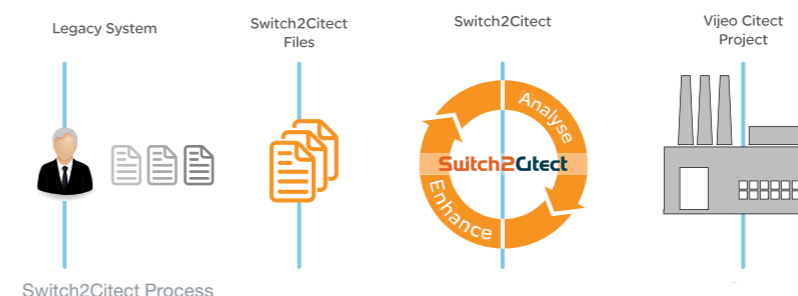 Legacy System
Switch2Citect
Files
Switch2Citect
Vijeo Citect
Project
Analyse
Switch2Citect
Enhance
Switch2Citect Process